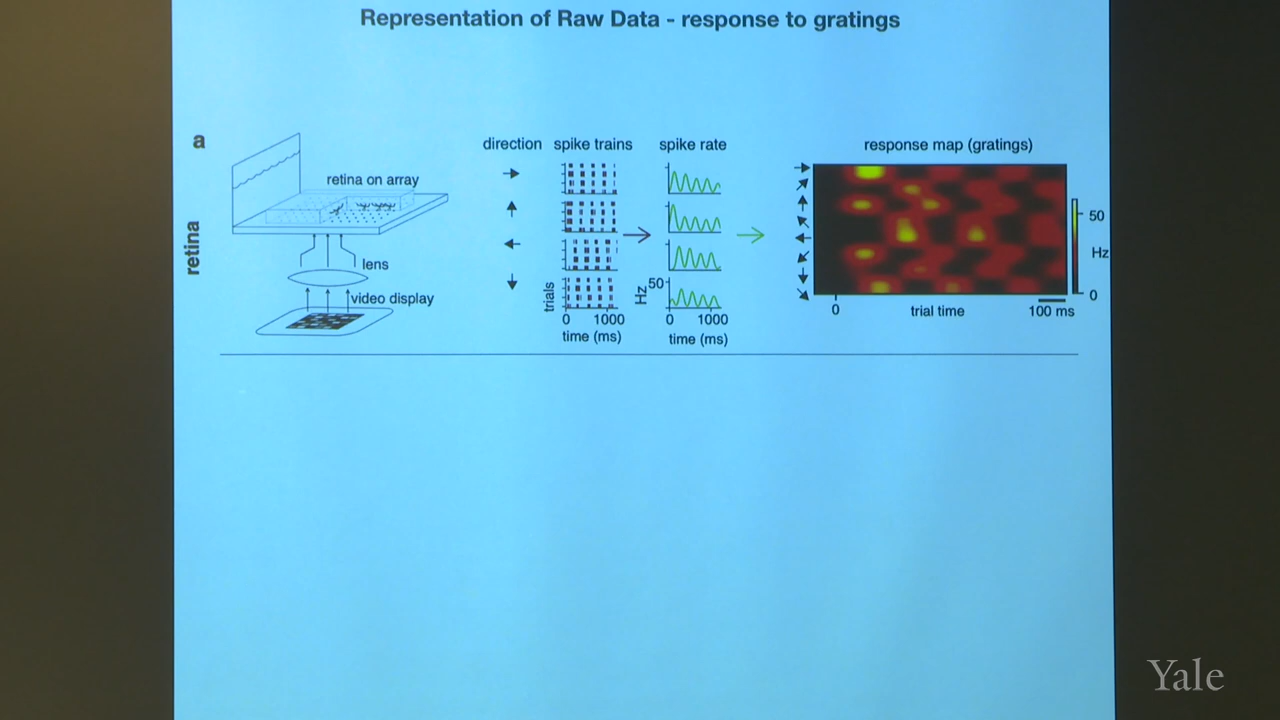 Representation of Raw Data - response to gratings
a
retina
retina on array
lens
video display
direction
spike trains
trials
0 1000
time (ms)
spike rate
Hz
50
0 1000
time (ms)
response map (gratings)
50
Hz
0
0
trial time
100 ms
Yale